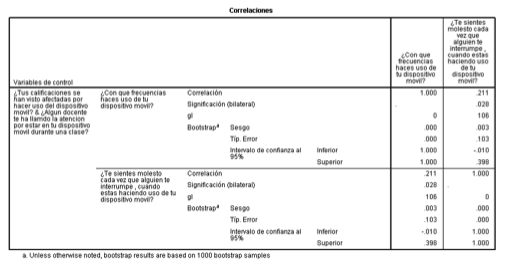 Correlaciones
Variables de control
¿Con que frecuencias haces uso de tu dispositivo movil?
¿Te sientes molesto cada vez que alguien te interrumpe , cuando estas haciendo uso de tu dispositivo movil?
¿Tus calificaciones se han visto afectadas por hacer uso del dispositivo movil? & ¿Algun docente te ha llamdo la atencion por estar en tu dispositivo movil durante una clase?
¿Con que frecuencias haces uso de tu dispositivo movil?
Correlación 1.000 .211
Significación (bilateral) . .028
gl 0 106
Bootstrapª Sesgo .000 .003
Típ. Error .000 .103
Intervalo de confianza al 95% Inferior 1.000 -.010
Superior 1.000 .398
¿Te sientes molesto cada vez que alguien te interrumpe , cuando estas haciendo uso de tu dispositivo movil?
Correlación .211 1.000
Significación (bilateral) .028 .
gl 106 0
Bootstrapª Sesgo .003 .000
Típ. Error .103 .000
Intervalo de confianza al 95% Inferior -.010 1.000
Superior .398 1.000
a. Unless otherwise noted, bootstrap results are based on 1000 bootstrap samples